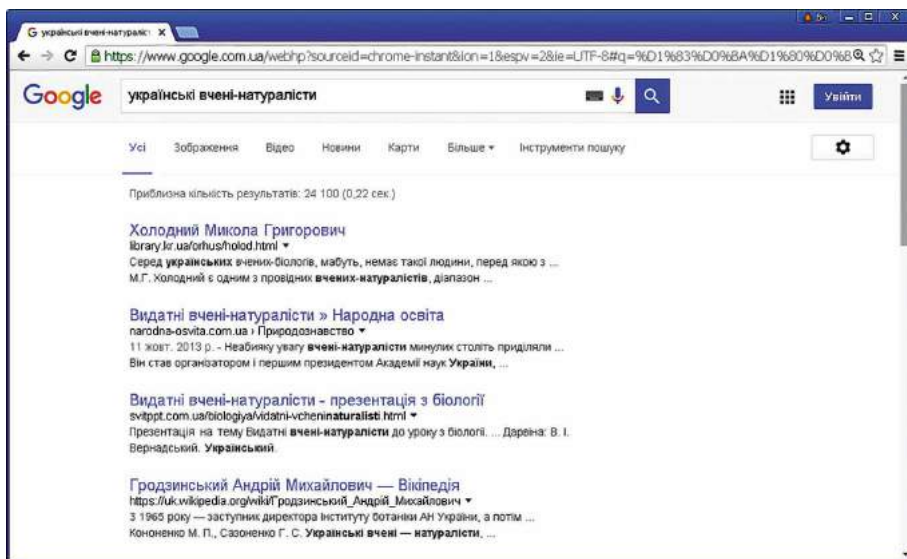 українські вчені-натураліст
https://www.google.com.ua/webhp?sourceid=chrome-instant&ion=1&espv=2&ie=UTF-8#q=%D1%83%D0%BA%D1%80%D0%B
Google
українські вчені-натуралісти
Увійти
Усі Зображення Відео Новини Карти Більше Інструменти пошуку
Приблизна кількість результатів: 24 100 (0,22 сек.)
Холодний Микола Григорович
library.kr.ua/orhus/holod.html
Серед українських вчених-біологів, мабуть, немає такої людини, перед якою з ...
М.Г. Холодний є одним з провідних вчених-натуралістів, діапазон ...
Видатні вчені-натуралісти » Народна освіта
narodna-osvita.com.ua › Природознавство
11 жовт. 2013 р. - Неабияку увагу вчені-натуралісти минулих століть приділяли ...
Він став організатором і першим президентом Академії наук України, ...
Видатні вчені-натуралісти - презентація з біології
svitppt.com.ua/biologiya/vidatni-vcheninaturalisti.html
Презентація на тему Видатні вчені-натуралісти до уроку з біології. ... Дарвіна: В. І.
Вернадський. Український.
Гродзинський Андрій Михайлович — Вікіпедія
https://uk.wikipedia.org/wiki/Гродзинський_Андрій_Михайлович
З 1965 року — заступник директора Інституту ботаніки АН України, а потім ...
Кононенко М. П., Сазоненко Г. С. Українські вчені — натуралісти, ...